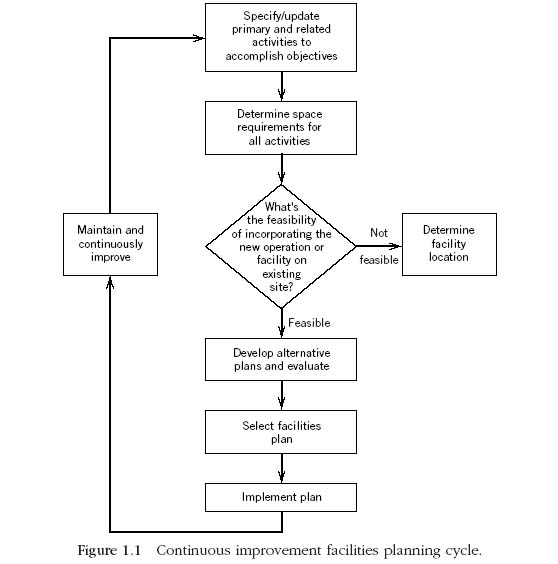 Specify/update
primary and related
activities to
accomplish objectives
Determine space
requirements for
all activities
What's
the feasibility
of incorporating the
new operation or
facility on
existing
site?
Not
feasible
Determine
facility
location
Maintain and
continuously
improve
Feasible
Develop alternative
plans and evaluate
Select facilities
plan
Implement plan
Figure 1.1 Continuous improvement facilities planning cycle.